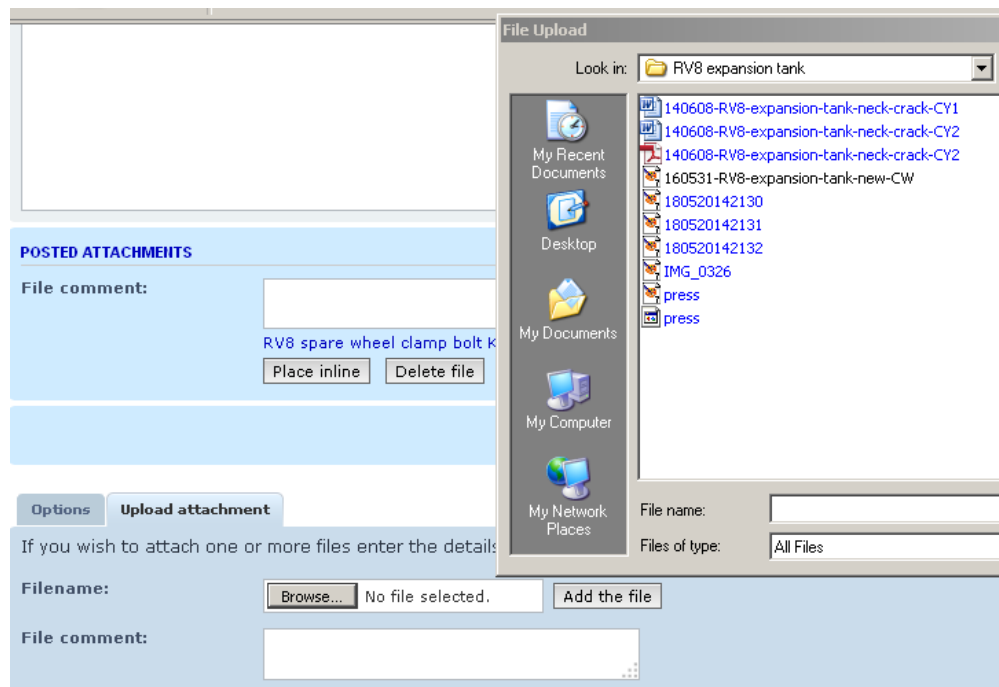 File Upload
Look in:
RV8 expansion tank
My Recent
Documents
Desktop
My Documents
My Computer
My Network
Places
140608-RV8-expansion-tank-neck-crack-CY1
140608-RV8-expansion-tank-neck-crack-CY2
140608-RV8-expansion-tank-neck-crack-CY2
160531-RV8-expansion-tank-new-CW
180520142130
180520142131
180520142132
IMG_0326
press
press
File name:
Files of type:
All Files
POSTED ATTACHMENTS
File comment:
RV8 spare wheel clamp bolt K
Place inline
Delete file
Options
Upload attachment
If you wish to attach one or more files enter the details
Filename:
Browse...
No file selected.
Add the file
File comment: